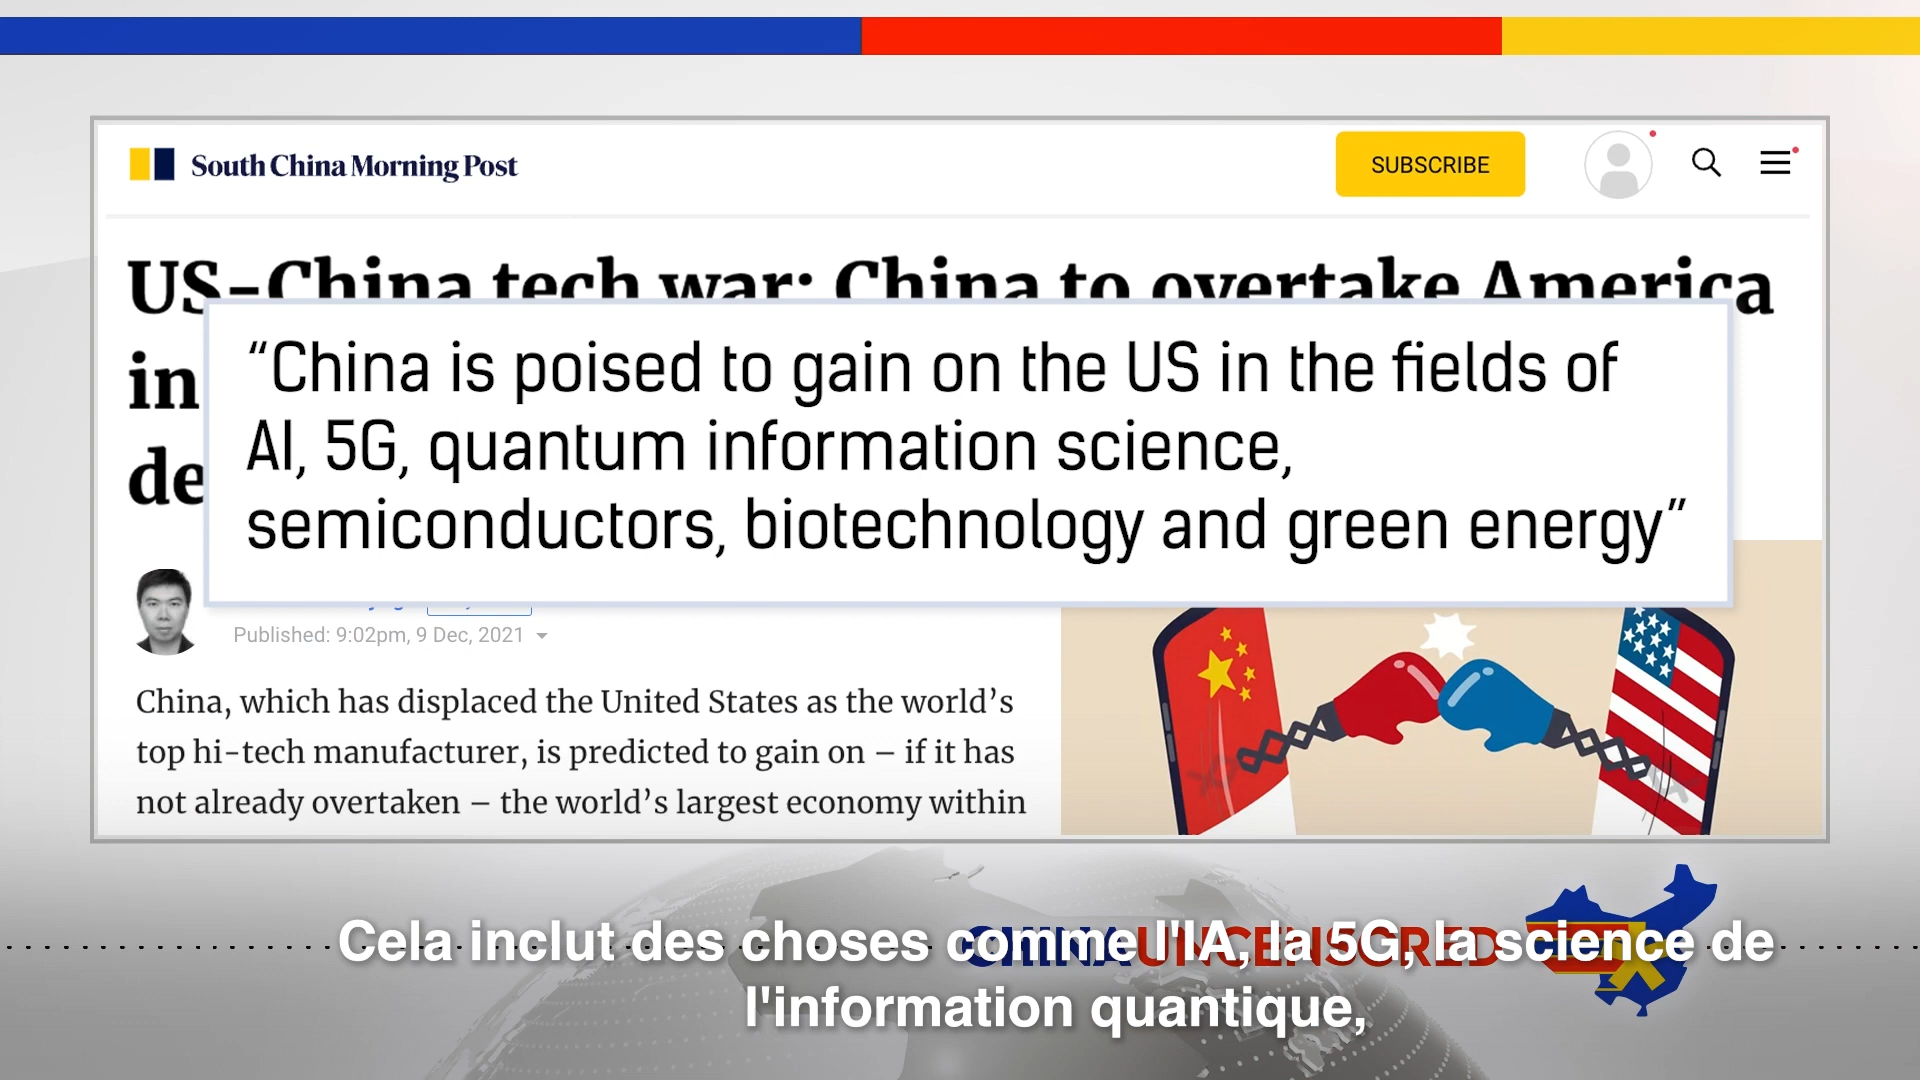 South China Morning Post
SUBSCRIBE
US-China tech war: China to overtake America
in
de
“China is poised to gain on the US in the fields of
AI, 5G, quantum information science,
semiconductors, biotechnology and green energy”
Published: 9:02pm, 9 Dec, 2021
China, which has displaced the United States as the world’s
top hi-tech manufacturer, is predicted to gain on – if it has
not already overtaken – the world’s largest economy within
CHINA UNCENSORED
Cela inclut des choses comme l'IA, la 5G, la science de
l'information quantique,